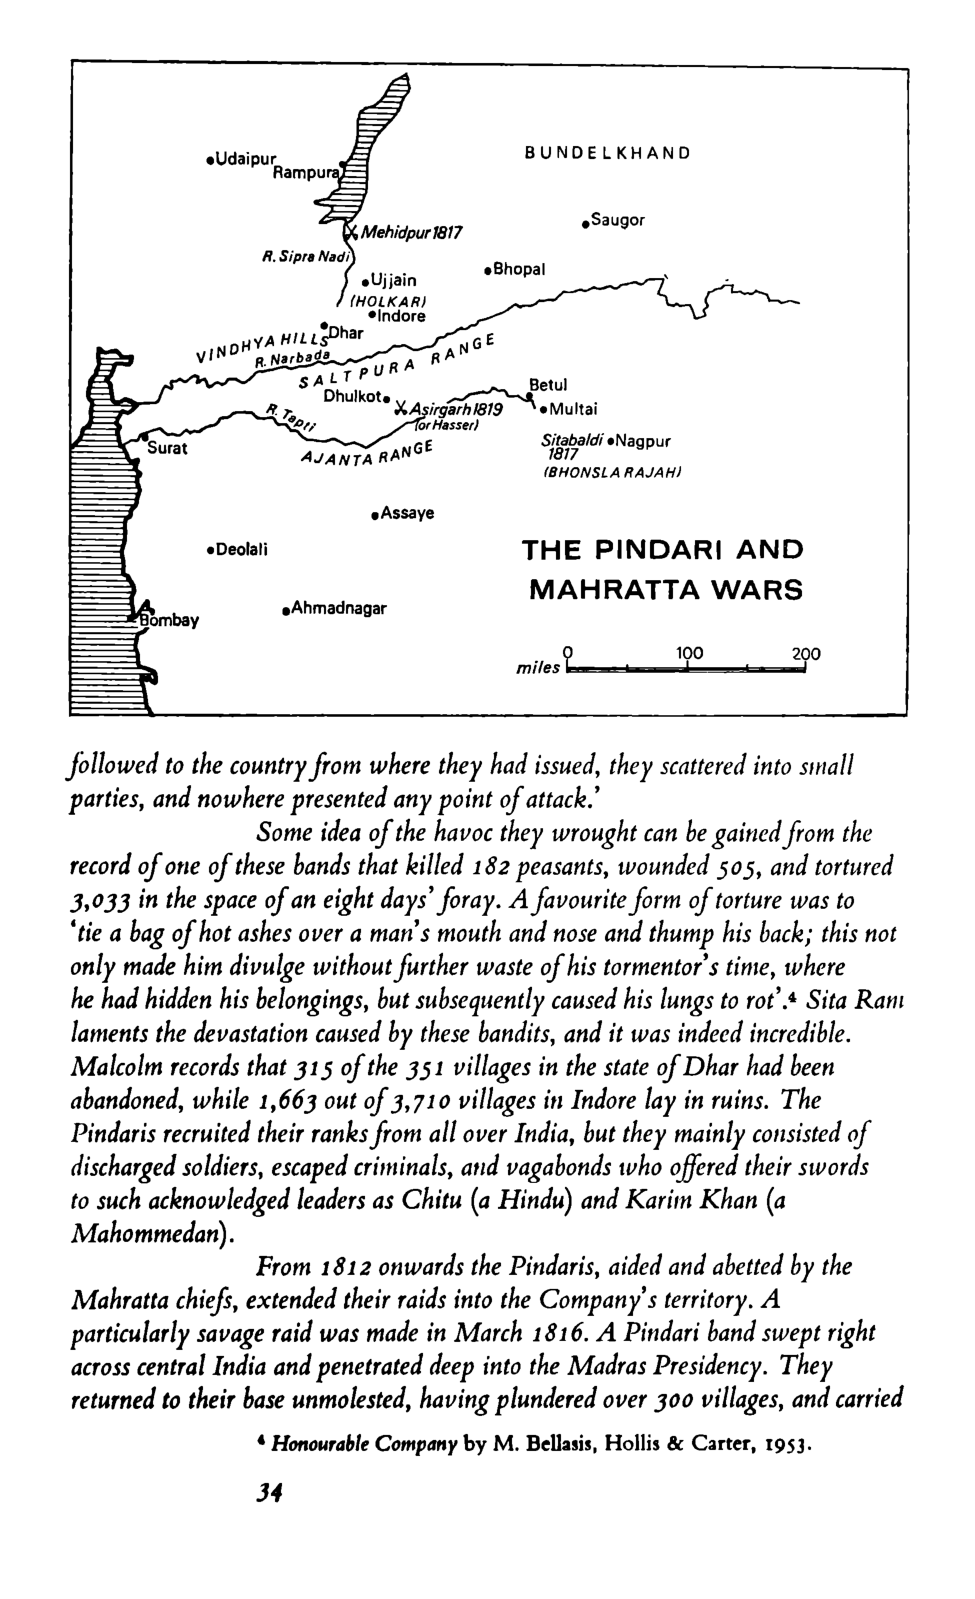 Udaipur
Rampura
BUNDELKHAND
Mehidpur 1817
Saugor
R. Sipra Nadi
Bhopal
Ujjain
(HOLKAR)
Indore
Dhar
VINDHYA HILLS
R. Narbada
SALTPURA RANGE
Dhulkot
Betul
Asirgarh 1819
(or Hasser)
Multai
R. Tapti
Surat
AJANTA RANGE
Sitabaldi
1817
Nagpur
(BHONSLA RAJAH)
Assaye
Deolali
THE PINDARI AND
MAHRATTA WARS
Bombay
Ahmadnagar
miles 0 100 200
followed to the country from where they had issued, they scattered into small
parties, and nowhere presented any point of attack.’
Some idea of the havoc they wrought can be gained from the
record of one of these bands that killed 182 peasants, wounded 505, and tortured
3,033 in the space of an eight days’ foray. A favourite form of torture was to
‘tie a bag of hot ashes over a man’s mouth and nose and thump his back; this not
only made him divulge without further waste of his tormentor’s time, where
he had hidden his belongings, but subsequently caused his lungs to rot’.⁴ Sita Ram
laments the devastation caused by these bandits, and it was indeed incredible.
Malcolm records that 315 of the 351 villages in the state of Dhar had been
abandoned, while 1,663 out of 3,710 villages in Indore lay in ruins. The
Pindaris recruited their ranks from all over India, but they mainly consisted of
discharged soldiers, escaped criminals, and vagabonds who offered their swords
to such acknowledged leaders as Chitu (a Hindu) and Karim Khan (a
Mahommedan).
From 1812 onwards the Pindaris, aided and abetted by the
Mahratta chiefs, extended their raids into the Company’s territory. A
particularly savage raid was made in March 1816. A Pindari band swept right
across central India and penetrated deep into the Madras Presidency. They
returned to their base unmolested, having plundered over 300 villages, and carried
⁴ Honourable Company by M. Bellasis, Hollis & Carter, 1953.
34